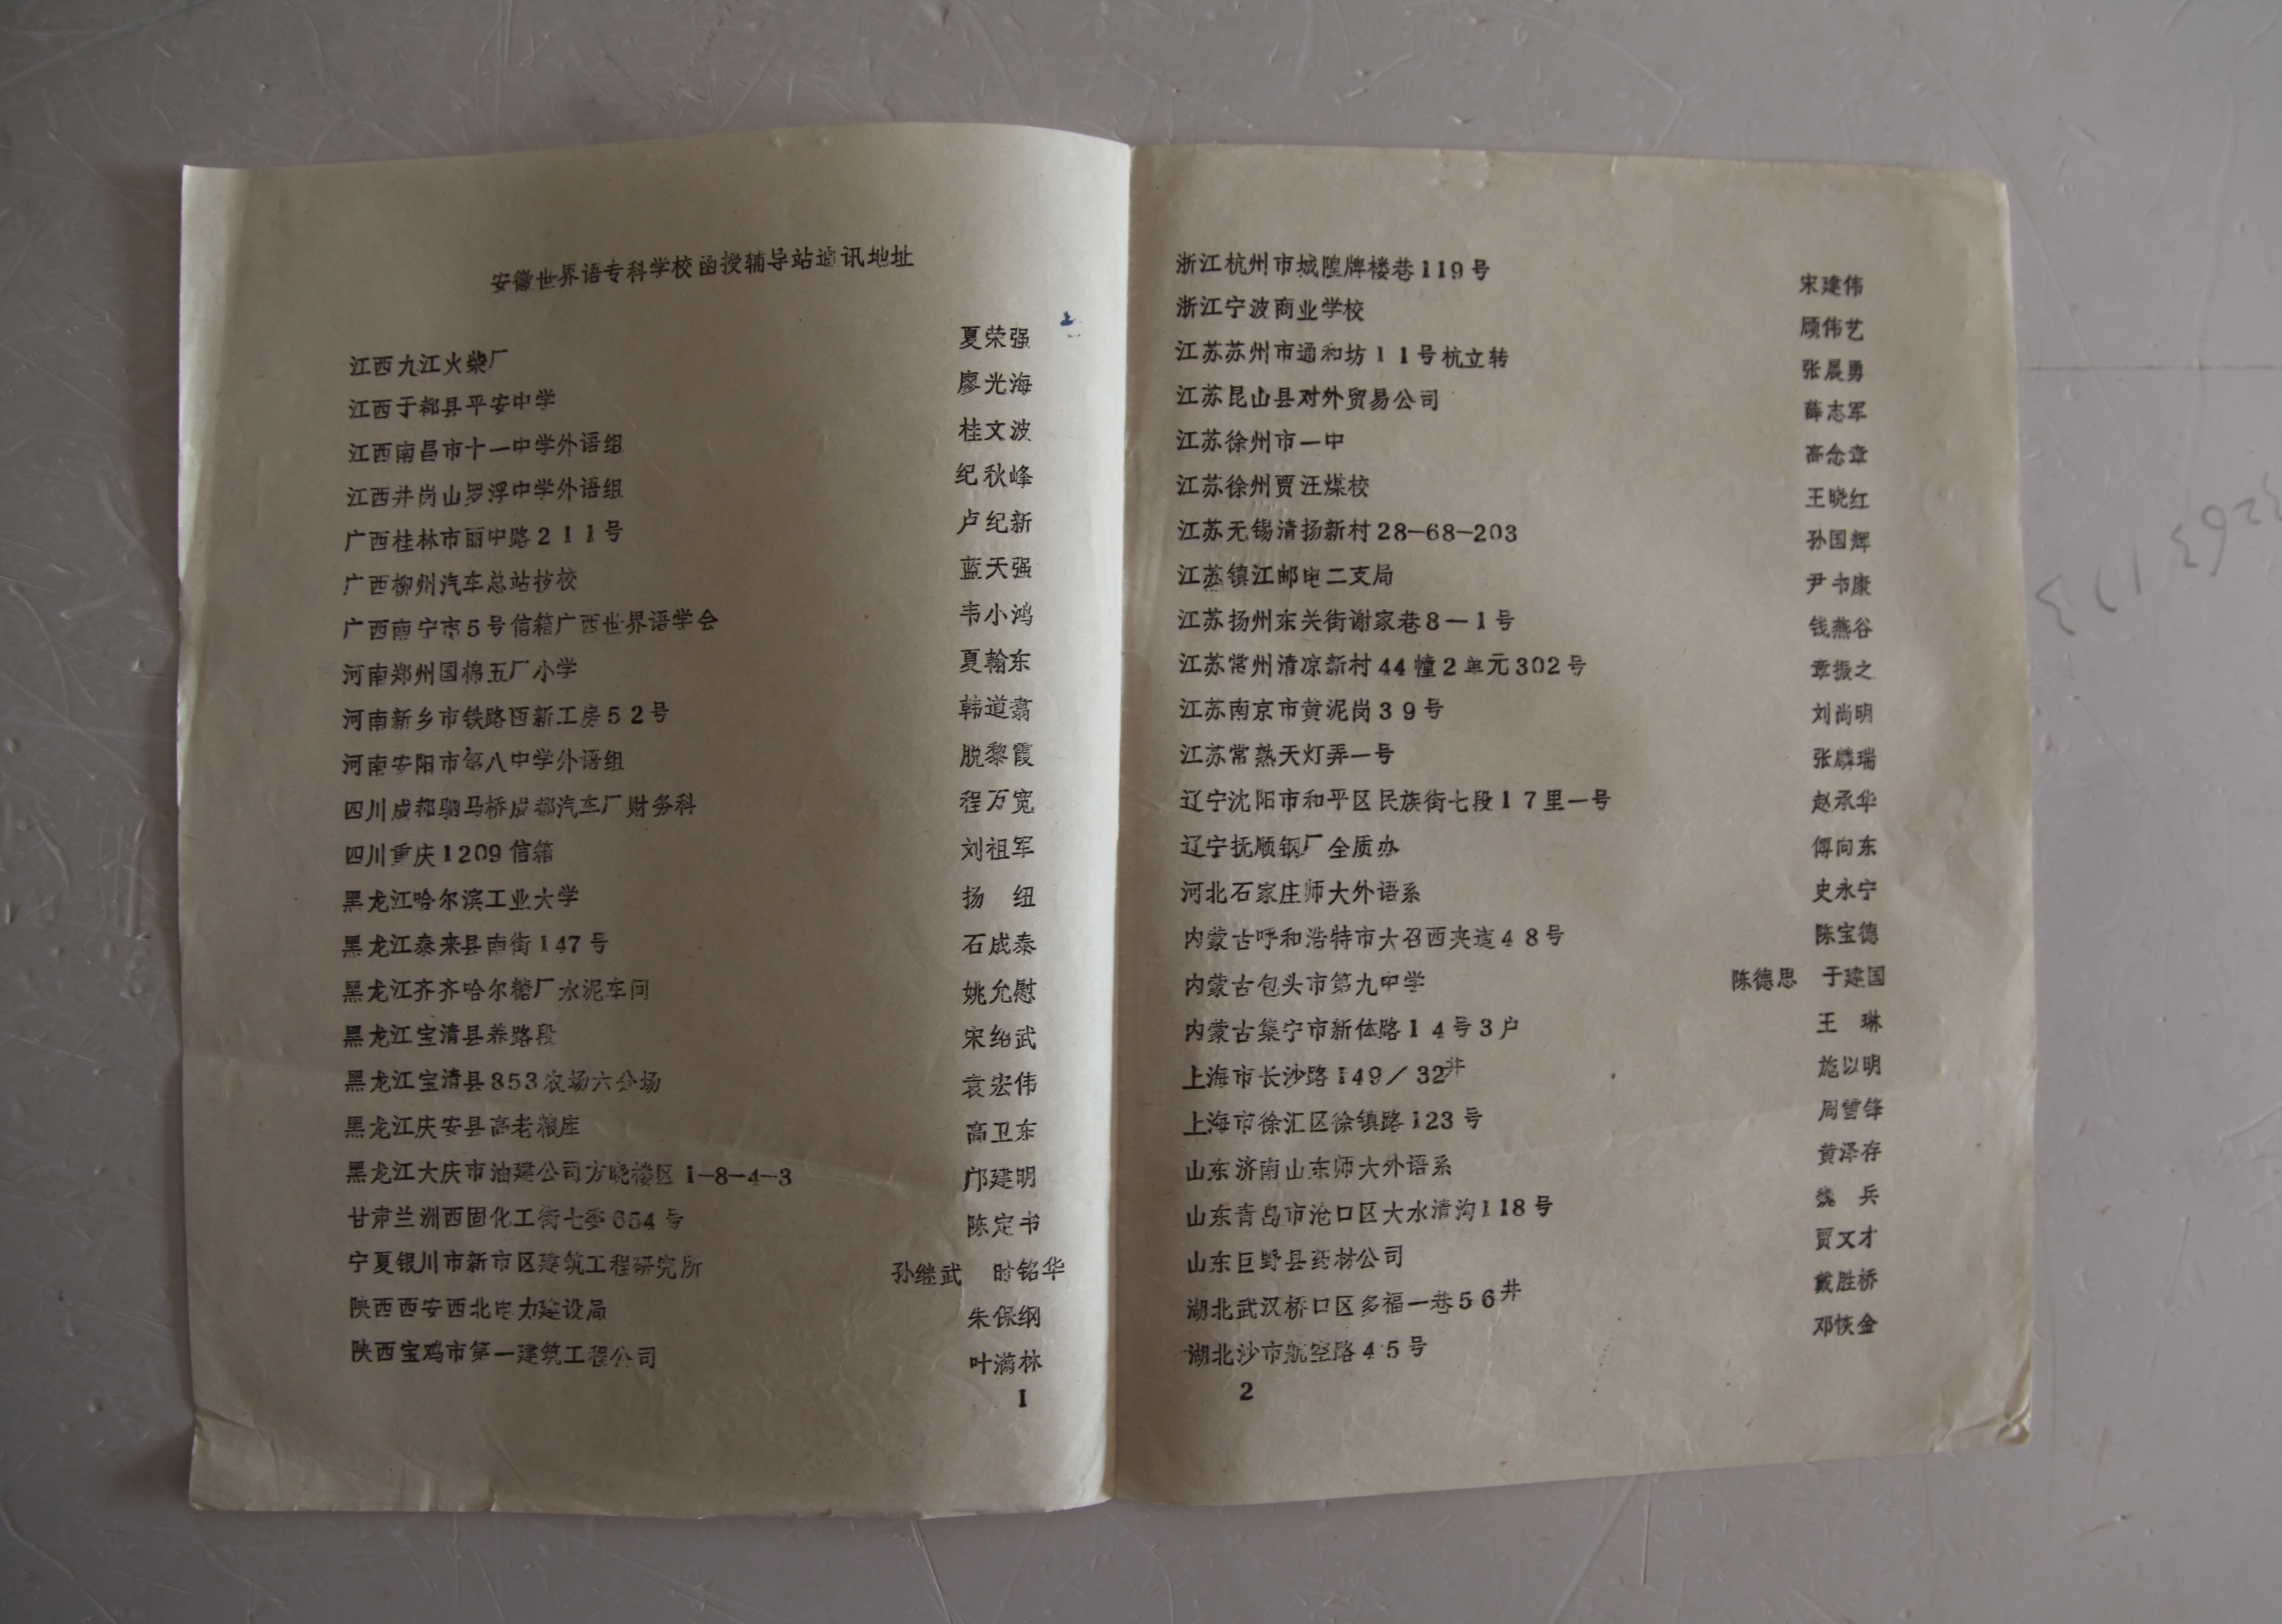 安徽世界语专科学校函授辅导站通讯地址
江西九江火柴厂 夏荣强
江西于都县平安中学 廖光海
江西南昌市十一中学外语组 桂文波
江西井岗山罗浮中学外语组 纪秋峰
广西桂林市丽中路211号 卢纪新
广西柳州汽车总站技校 蓝天强
广西南宁市5号信箱广西世界语学会 韦小鸿
河南郑州国棉五厂小学 夏翰东
河南新乡市铁路西新工房52号 韩道翥
河南安阳市第八中学外语组 脱黎霞
四川成都驷马桥成都汽车厂财务科 程万宽
四川重庆1209信箱 刘祖军
黑龙江哈尔滨工业大学 扬 纽
黑龙江泰来县南街147号 石成泰
黑龙江齐齐哈尔糖厂水泥车间 姚允慰
黑龙江宝清县养路段 宋绍武
黑龙江宝清县853农场六分场 袁宏伟
黑龙江庆安县高老粮库 高卫东
黑龙江大庆市油建公司方晓楼区1-8-4-3 邝建明
甘肃兰洲西固化工街七委654号 陈定书
宁夏银川市新市区建筑工程研究所 孙继武 时铭华
陕西西安西北电力建设局 朱保纲
陕西宝鸡市第一建筑工程公司 叶满林
1
浙江杭州市城隍牌楼巷119号 宋建伟
浙江宁波商业学校 顾伟艺
江苏苏州市通和坊11号杭立转 张晨勇
江苏昆山县对外贸易公司 薛志军
江苏徐州市一中 高念章
江苏徐州贾汪煤校 王晓红
江苏无锡清扬新村28-68-203 孙国辉
江苏镇江邮电二支局 尹书康
江苏扬州东关街谢家巷8-1号 钱燕谷
江苏常州清凉新村44幢2单元302号 章振之
江苏南京市黄泥岗39号 刘尚明
江苏常熟天灯弄一号 张麟瑞
辽宁沈阳市和平区民族街七段17里一号 赵承华
辽宁抚顺钢厂全质办 傅向东
河北石家庄师大外语系 史永宁
内蒙古呼和浩特市大召西夹道48号 陈宝德
内蒙古包头市第九中学 陈德思 于建国
内蒙古集宁市新体路14号3户 王 琳
上海市长沙路149/32井 施以明
上海市徐汇区徐镇路123号 周雪锋
山东济南山东师大外语系 黄泽存
山东青岛市沧口区大水清沟118号 魏 兵
山东巨野县药材公司 贾文才
湖北武汉桥口区多福一巷56井 戴胜桥
湖北沙市航空路45号 邓恢金
2